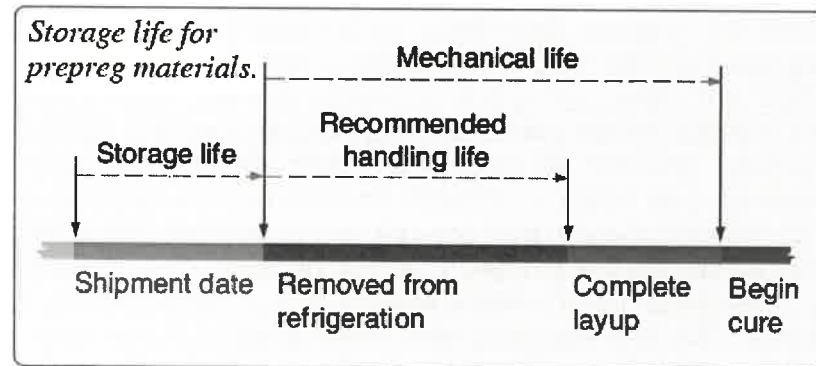 Storage life for
prepreg materials.
Mechanical life
Recommended
handling life
Storage life
Shipment date
Removed from
refrigeration
Complete
layup
Begin
cure